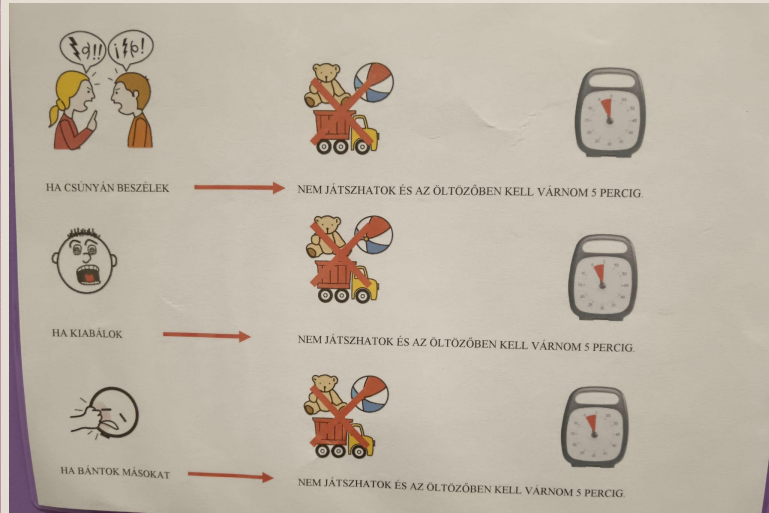 HA CSÚNYÁN BESZÉLEK
NEM JÁTSZHATOK ÉS AZ ÖLTÖZŐBEN KELL VÁRNOM 5 PERCIG.
HA KIABÁLOK
NEM JÁTSZHATOK ÉS AZ ÖLTÖZŐBEN KELL VÁRNOM 5 PERCIG.
HA BÁNTOK MÁSOKAT
NEM JÁTSZHATOK ÉS AZ ÖLTÖZŐBEN KELL VÁRNOM 5 PERCIG.